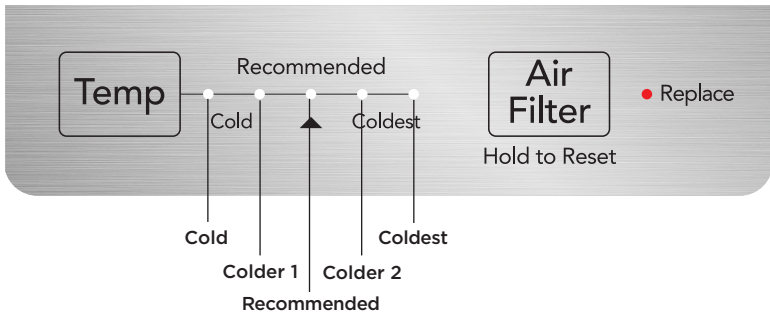 Temp
Recommended
Cold
Coldest
Air
Filter
Hold to Reset
Replace
Cold
Coldest
Colder 1
Colder 2
Recommended